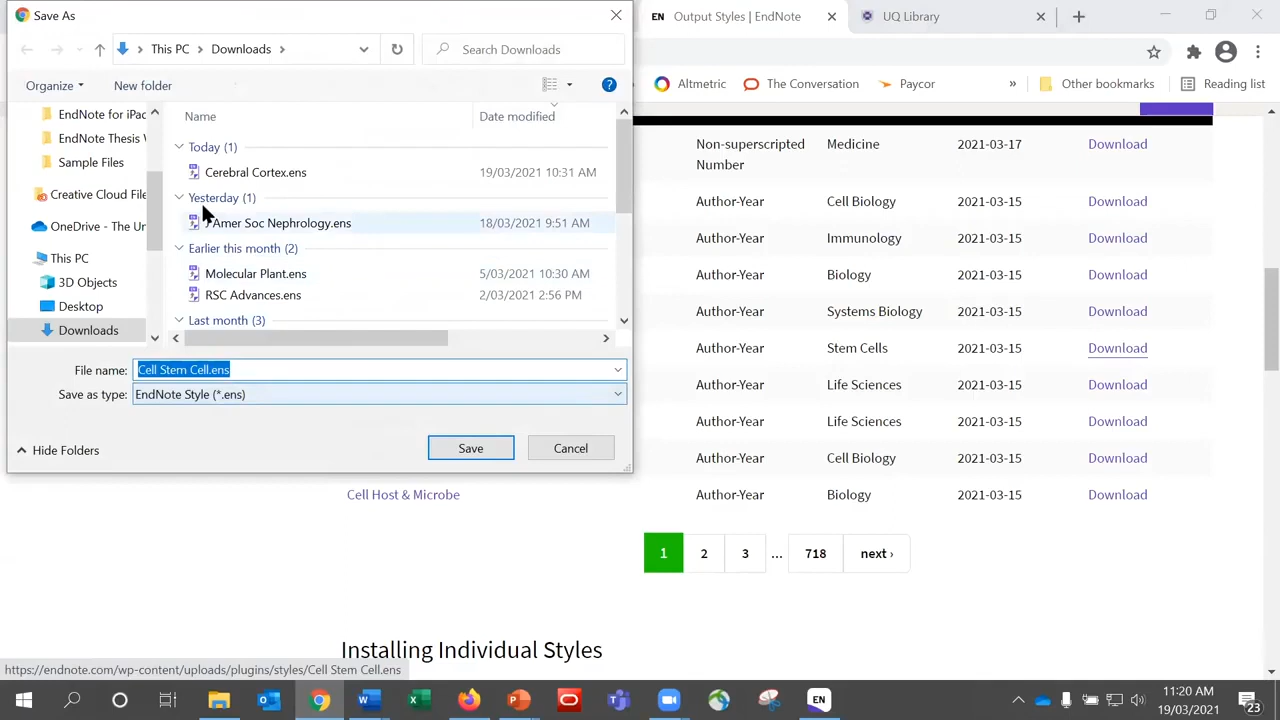 Save As
EN Output Styles | EndNote
UQ Library
This PC
Downloads
Search Downloads
Organize
New folder
Altmetric
The Conversation
Paycor
»
Other bookmarks
Reading list
EndNote for iPad
EndNote Thesis W
Sample Files
Creative Cloud File
OneDrive - The Un
This PC
3D Objects
Desktop
Downloads
Name
Date modified
Today (1)
Cerebral Cortex.ens 19/03/2021 10:31 AM
Yesterday (1)
J Amer Soc Nephrology.ens 18/03/2021 9:51 AM
Earlier this month (2)
Molecular Plant.ens 5/03/2021 10:30 AM
RSC Advances.ens 2/03/2021 2:56 PM
Last month (3)
File name: Cell Stem Cell.ens
Save as type: EndNote Style (*.ens)
Hide Folders
Save
Cancel
Non-superscripted Medicine 2021-03-17 Download
Number
Author-Year Cell Biology 2021-03-15 Download
Author-Year Immunology 2021-03-15 Download
Author-Year Biology 2021-03-15 Download
Author-Year Systems Biology 2021-03-15 Download
Author-Year Stem Cells 2021-03-15 Download
Author-Year Life Sciences 2021-03-15 Download
Author-Year Life Sciences 2021-03-15 Download
Author-Year Cell Biology 2021-03-15 Download
Cell Host & Microbe Author-Year Biology 2021-03-15 Download
1 2 3 ... 718 next ›
Installing Individual Styles
https://endnote.com/wp-content/uploads/plugins/styles/Cell Stem Cell.ens
EN
11:20 AM
19/03/2021
23